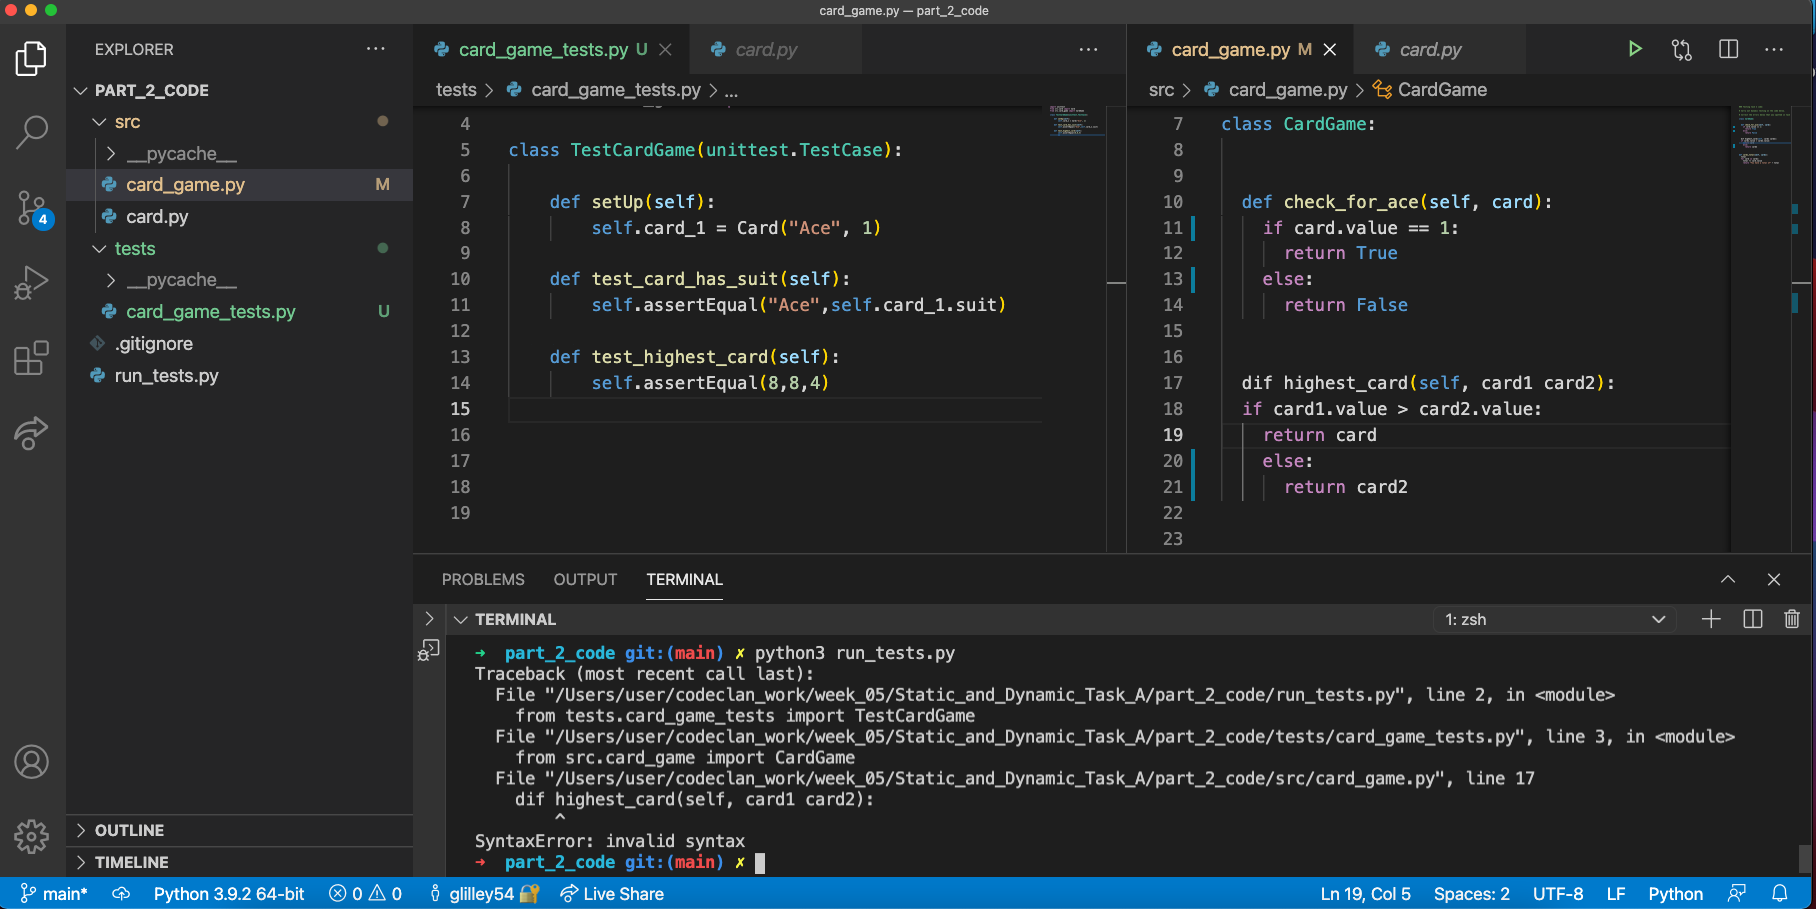 card_game.py — part_2_code
EXPLORER
PART_2_CODE
src
__pycache__
card_game.py M
card.py
tests
__pycache__
card_game_tests.py U
.gitignore
run_tests.py
OUTLINE
TIMELINE
4
card_game_tests.py U
card.py
tests > card_game_tests.py > ...
4
5 class TestCardGame(unittest.TestCase):
6
7 def setUp(self):
8 self.card_1 = Card("Ace", 1)
9
10 def test_card_has_suit(self):
11 self.assertEqual("Ace",self.card_1.suit)
12
13 def test_highest_card(self):
14 self.assertEqual(8,8,4)
15
16
17
18
19
card_game.py M
card.py
src > card_game.py > CardGame
7 class CardGame:
8
9
10 def check_for_ace(self, card):
11 if card.value == 1:
12 return True
13 else:
14 return False
15
16
17 dif highest_card(self, card1 card2):
18 if card1.value > card2.value:
19 return card
20 else:
21 return card2
22
23
PROBLEMS OUTPUT TERMINAL
TERMINAL
1: zsh
→ part_2_code git:(main) ✗ python3 run_tests.py
Traceback (most recent call last):
File "/Users/user/codeclan_work/week_05/Static_and_Dynamic_Task_A/part_2_code/run_tests.py", line 2, in <module>
from tests.card_game_tests import TestCardGame
File "/Users/user/codeclan_work/week_05/Static_and_Dynamic_Task_A/part_2_code/tests/card_game_tests.py", line 3, in <module>
from src.card_game import CardGame
File "/Users/user/codeclan_work/week_05/Static_and_Dynamic_Task_A/part_2_code/src/card_game.py", line 17
dif highest_card(self, card1 card2):
^
SyntaxError: invalid syntax
→ part_2_code git:(main) ✗
main* Python 3.9.2 64-bit 0 0 glilley54 Live Share Ln 19, Col 5 Spaces: 2 UTF-8 LF Python